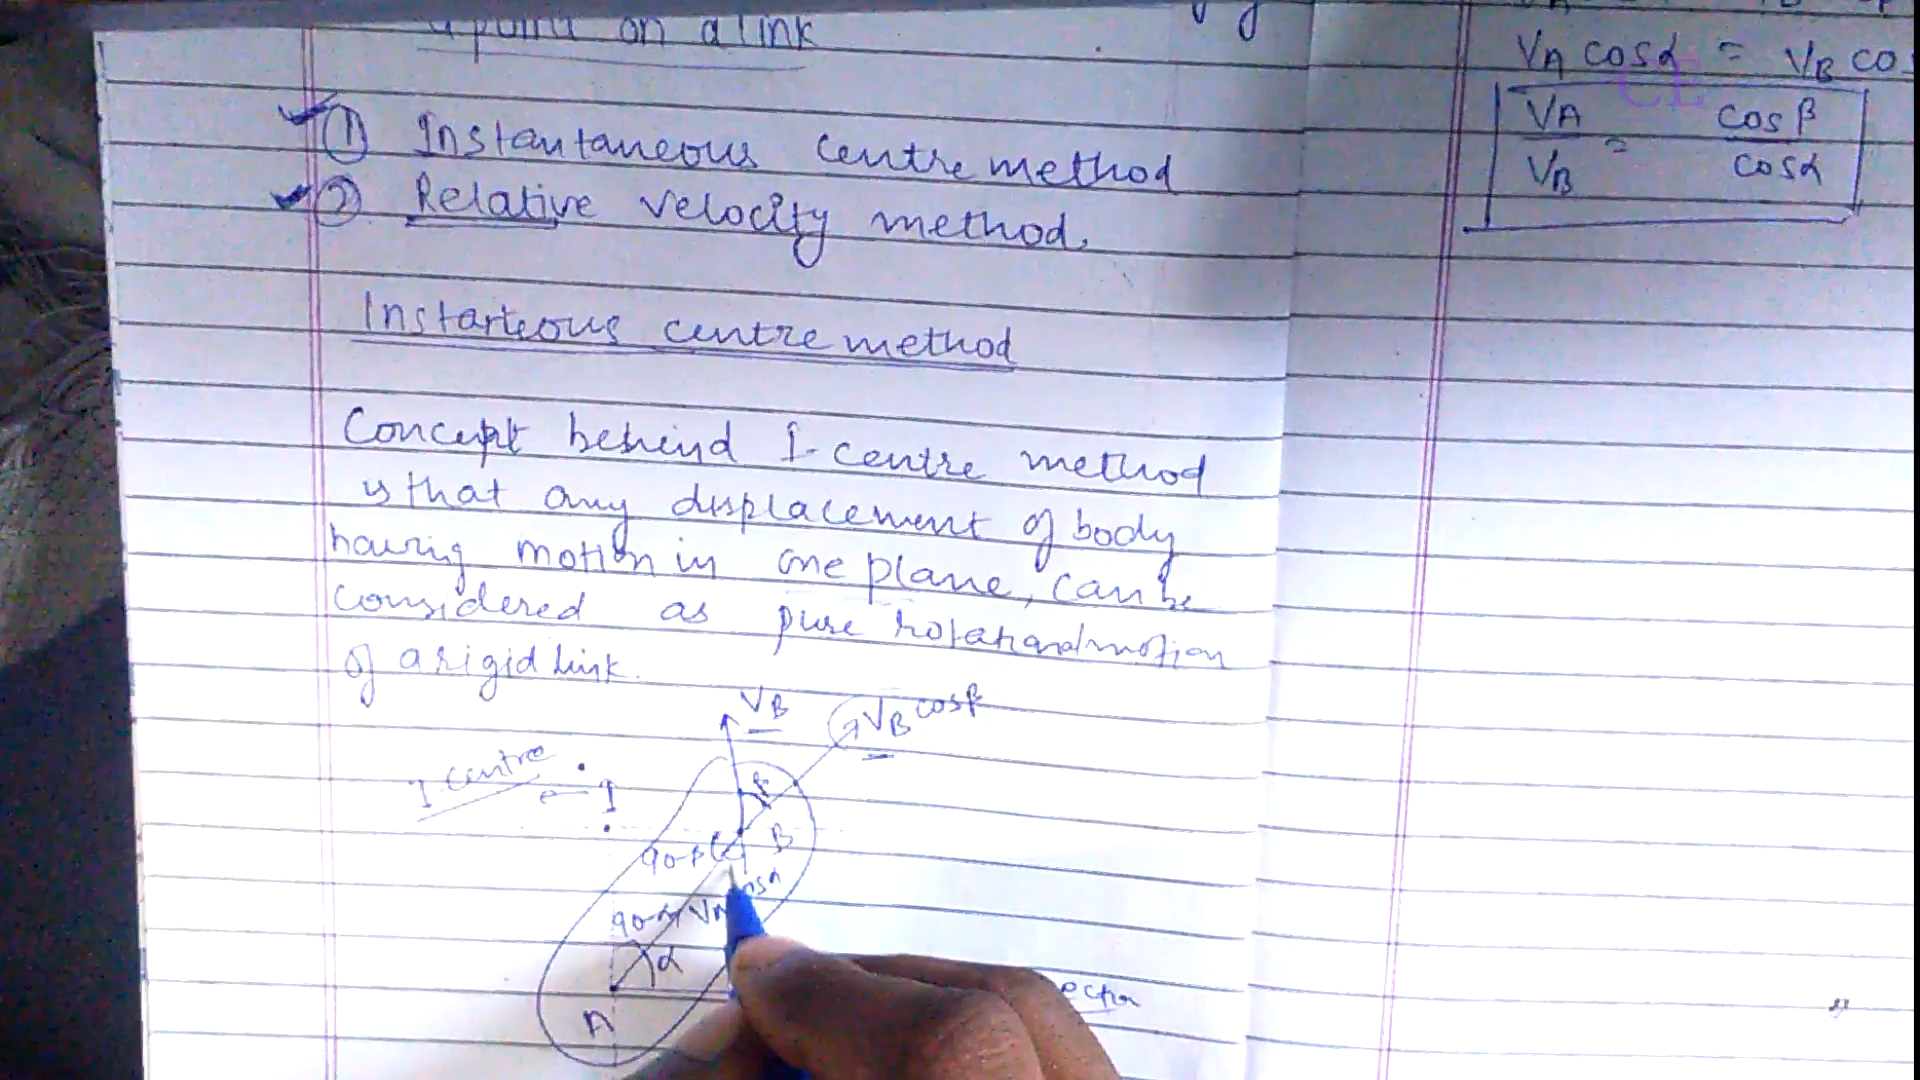 a point on a link
① Instantaneous centre method
② Relative velocity method.
Instanteous centre method
Concept behind I-centre method
is that any displacement of body
having motion in one plane, can be
considered as pure rotational motion
of a rigid link.
VB
VB cosβ
I centre
I
β
B
90-β
90-α VA cosα
α
A
VA cosα = VB co
VA = cosβ
VB cosα